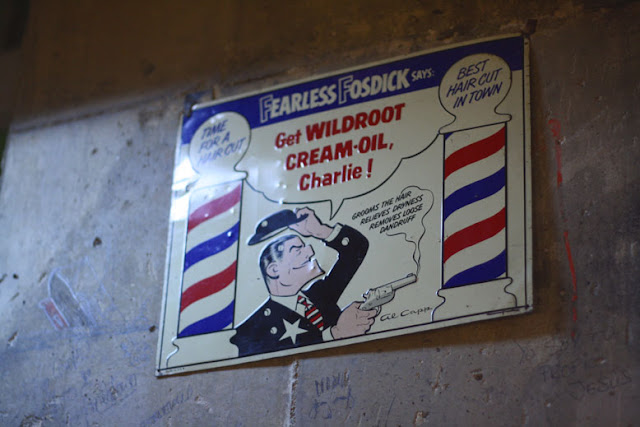 FEARLESS FOSDICK SAYS:
TIME
FOR A
HAIR CUT
Get WILDROOT
CREAM-OIL,
Charlie!
BEST
HAIR CUT
IN TOWN
GROOMS THE HAIR
RELIEVES DRYNESS
REMOVES LOOSE
DANDRUFF
Al Capp
JESUS